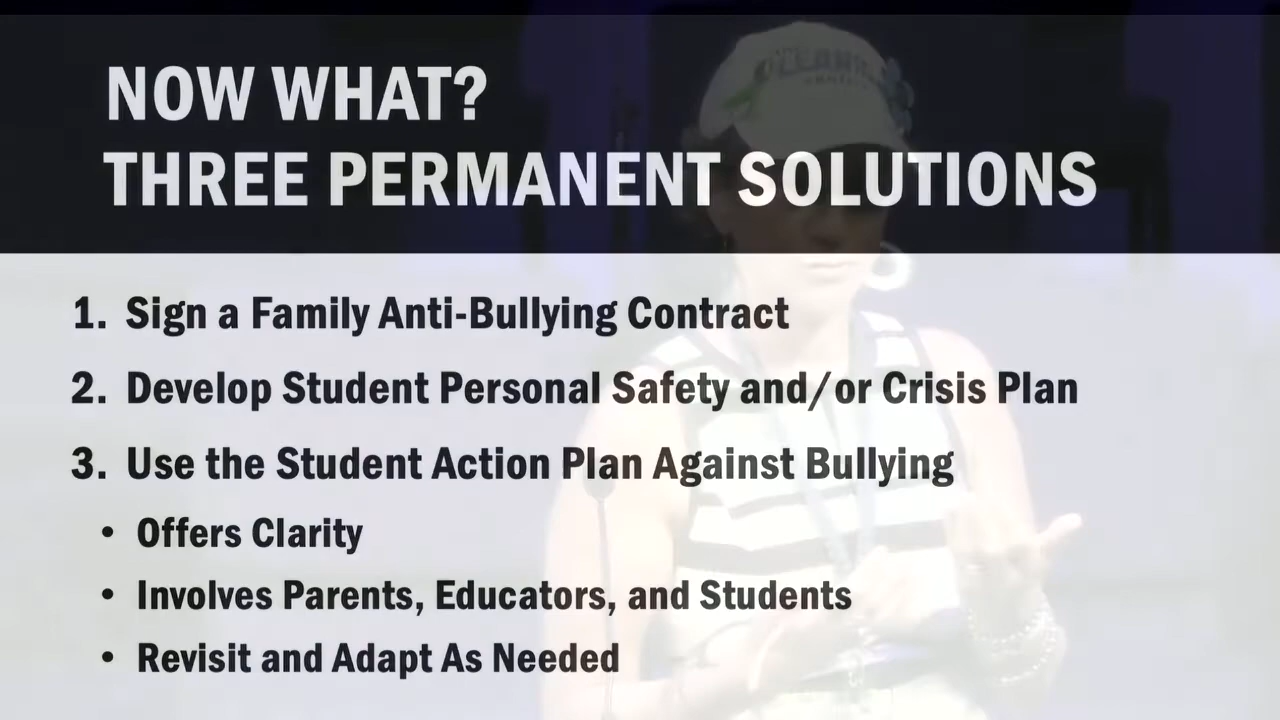 NOW WHAT?
THREE PERMANENT SOLUTIONS
1. Sign a Family Anti-Bullying Contract
2. Develop Student Personal Safety and/or Crisis Plan
3. Use the Student Action Plan Against Bullying
• Offers Clarity
• Involves Parents, Educators, and Students
• Revisit and Adapt As Needed